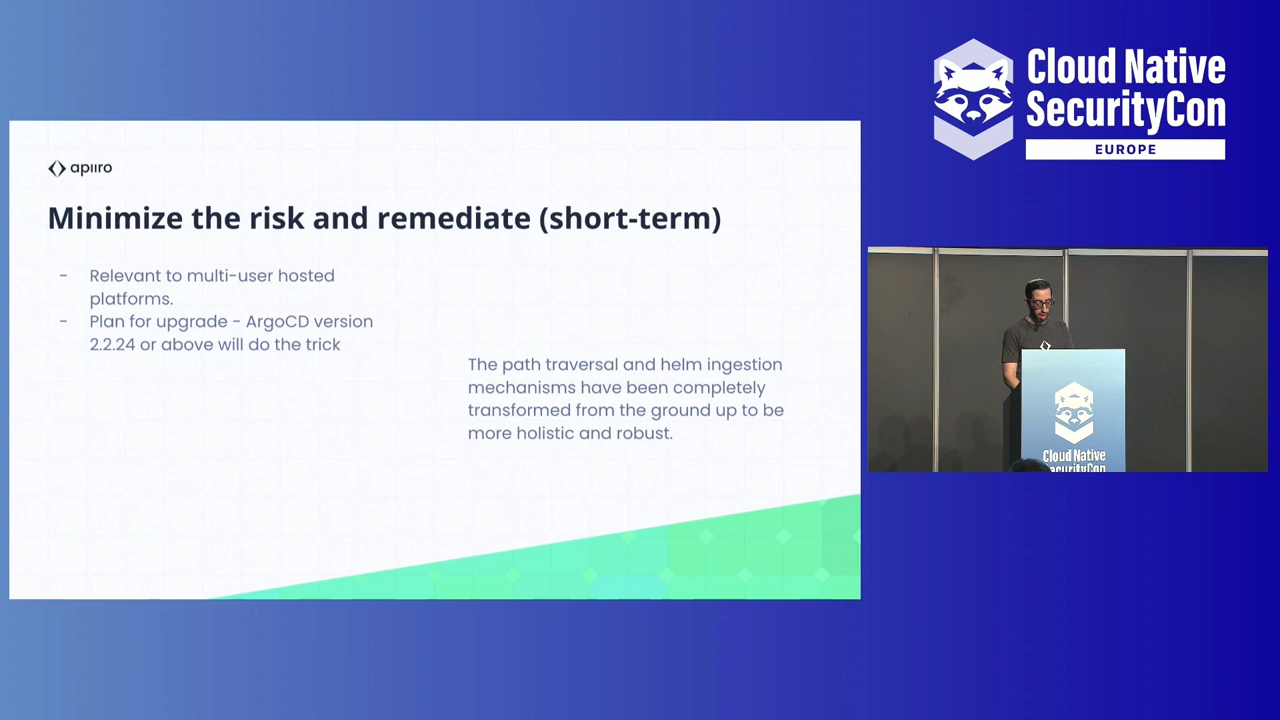 Cloud Native
SecurityCon
EUROPE
apiiro
Minimize the risk and remediate (short-term)
- Relevant to multi-user hosted
platforms.
- Plan for upgrade - ArgoCD version
2.2.24 or above will do the trick
The path traversal and helm ingestion
mechanisms have been completely
transformed from the ground up to be
more holistic and robust.
Cloud Native
SecurityCon